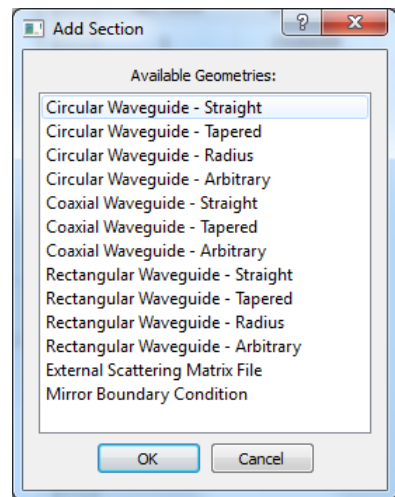 Add Section
?
X
Available Geometries:
Circular Waveguide - Straight
Circular Waveguide - Tapered
Circular Waveguide - Radius
Circular Waveguide - Arbitrary
Coaxial Waveguide - Straight
Coaxial Waveguide - Tapered
Coaxial Waveguide - Arbitrary
Rectangular Waveguide - Straight
Rectangular Waveguide - Tapered
Rectangular Waveguide - Radius
Rectangular Waveguide - Arbitrary
External Scattering Matrix File
Mirror Boundary Condition
OK
Cancel